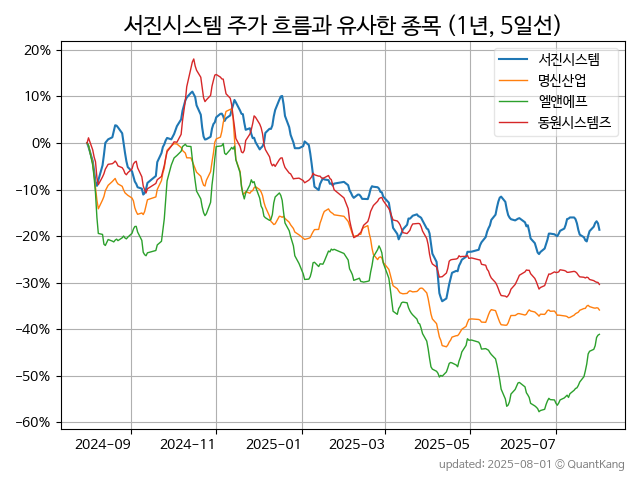 서진시스템 주가 흐름과 유사한 종목 (1년, 5일선)
서진시스템
명신산업
엘앤에프
동원시스템즈
20%
10%
0%
−10%
−20%
−30%
−40%
−50%
−60%
2024-09
2024-11
2025-01
2025-03
2025-05
2025-07
updated: 2025-08-01 © QuantKang